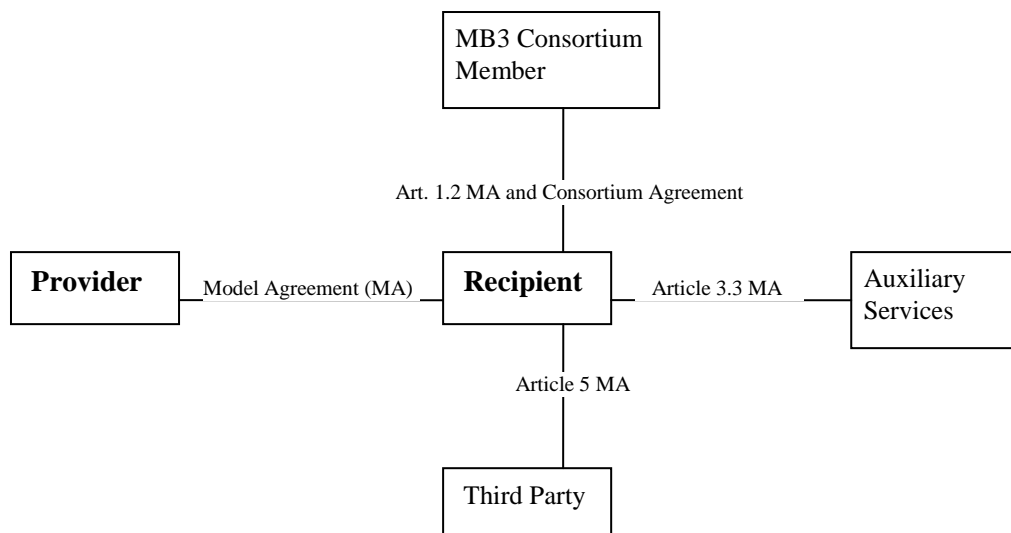 MB3 Consortium
Member
Art. 1.2 MA and Consortium Agreement
Provider
Model Agreement (MA)
Recipient
Article 3.3 MA
Auxiliary
Services
Article 5 MA
Third Party